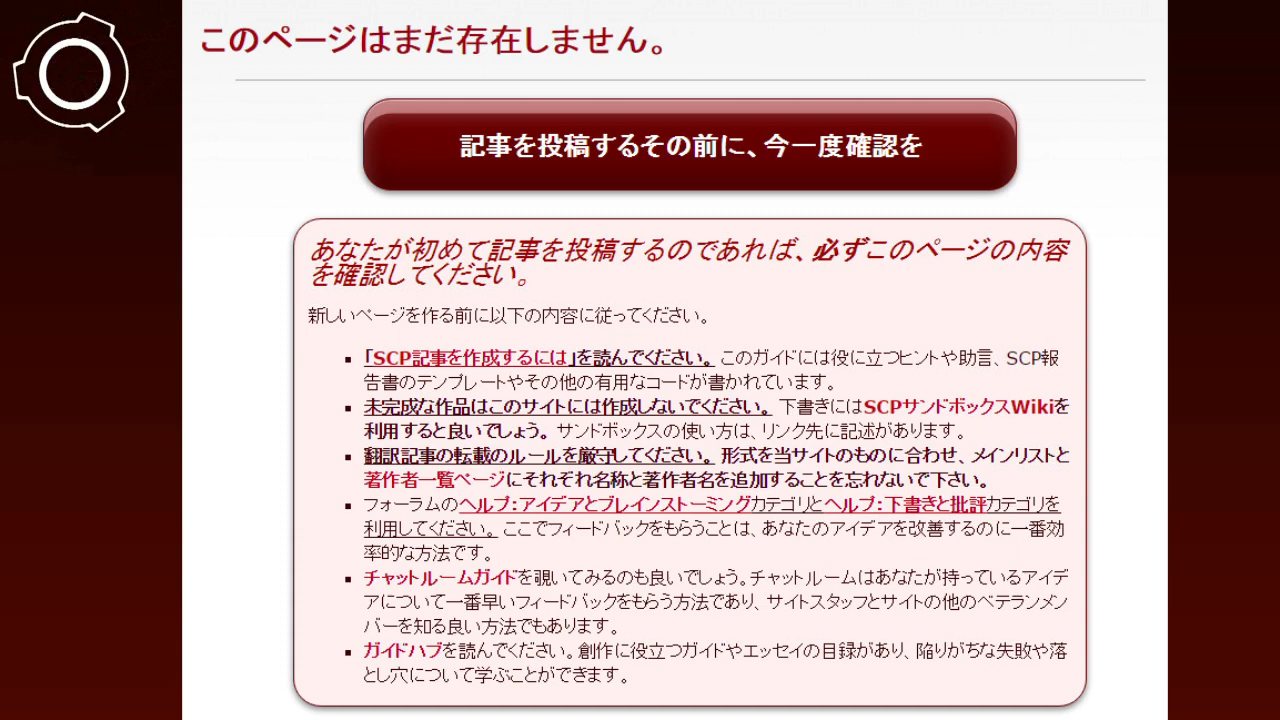 このページはまだ存在しません。
記事を投稿するその前に、今一度確認を
あなたが初めて記事を投稿するのであれば、必ずこのページの内容
を確認してください。
新しいページを作る前に以下の内容に従ってください。
「SCP記事を作成するには」を読んでください。 このガイドには役に立つヒントや助言、SCP報
告書のテンプレートやその他の有用なコードが書かれています。
未完成な作品はこのサイトには作成しないでください。 下書きにはSCPサンドボックスWikiを
利用すると良いでしょう。 サンドボックスの使い方は、リンク先に記述があります。
翻訳記事の転載のルールを厳守してください。 形式を当サイトのものに合わせ、メインリストと
著作者一覧ページにそれぞれ名称と著作者名を追加することを忘れないで下さい。
フォーラムのヘルプ：アイデアとブレインストーミングカテゴリとヘルプ：下書きと批評カテゴリを
利用してください。 ここでフィードバックをもらうことは、あなたのアイデアを改善するのに一番効
率的な方法です。
チャットルームガイドを覗いてみるのも良いでしょう。チャットルームはあなたが持っているアイデ
アについて一番早いフィードバックをもらう方法であり、サイトスタッフとサイトの他のベテランメン
バーを知る良い方法でもあります。
ガイドハブを読んでください。創作に役立つガイドやエッセイの目録があり、陥りがちな失敗や落
とし穴について学ぶことができます。